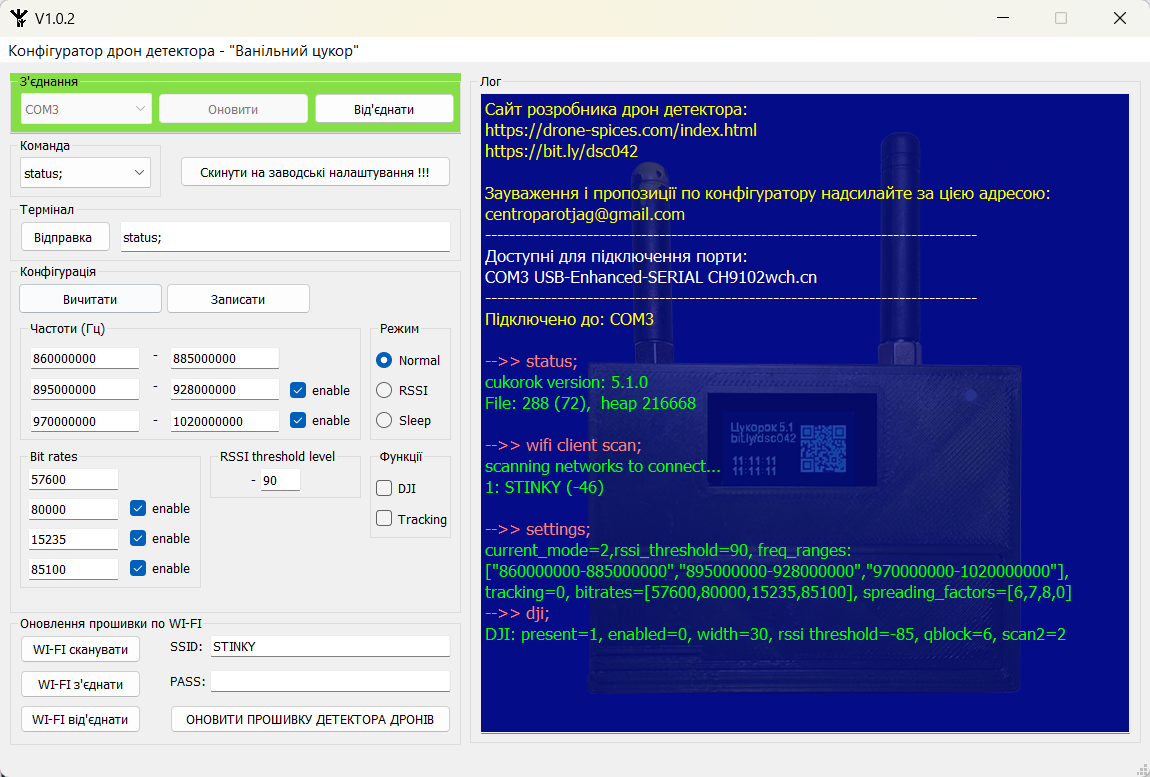 V1.0.2
Конфігуратор дрон детектора - "Ванільний цукор"
З'єднання
COM3
Оновити
Від'єднати
Команда
status;
Скинути на заводські налаштування !!!
Термінал
Відправка
status;
Конфігурація
Вичитати
Записати
Частоти (Гц)
860000000 - 885000000
895000000 - 928000000 enable
970000000 - 1020000000 enable
Режим
Normal
RSSI
Sleep
Bit rates
57600
80000 enable
15235 enable
85100 enable
RSSI threshold level
- 90
Функції
DJI
Tracking
Оновлення прошивки по WI-FI
WI-FI сканувати
SSID: STINKY
WI-FI з'єднати
PASS:
WI-FI від'єднати
ОНОВИТИ ПРОШИВКУ ДЕТЕКТОРА ДРОНІВ
Лог
Сайт розробника дрон детектора:
https://drone-spices.com/index.html
https://bit.ly/dsc042
Зауваження і пропозиції по конфігуратору надсилайте за цією адресою:
centroparotjag@gmail.com
----------------------------------------------------------------------------------
Доступні для підключення порти:
COM3 USB-Enhanced-SERIAL CH9102wch.cn
----------------------------------------------------------------------------------
Підключено до: COM3
-->> status;
cukorok version: 5.1.0
File: 288 (72),  heap 216668
-->> wifi client scan;
scanning networks to connect...
1: STINKY (-46)
-->> settings;
current_mode=2,rssi_threshold=90, freq_ranges:
["860000000-885000000","895000000-928000000","970000000-1020000000"],
tracking=0, bitrates=[57600,80000,15235,85100], spreading_factors=[6,7,8,0]
-->> dji;
DJI: present=1, enabled=0, width=30, rssi threshold=-85, qblock=6, scan2=2
Цукорок 5.1
bit.ly/dsc042
11:11:11
11:11:11